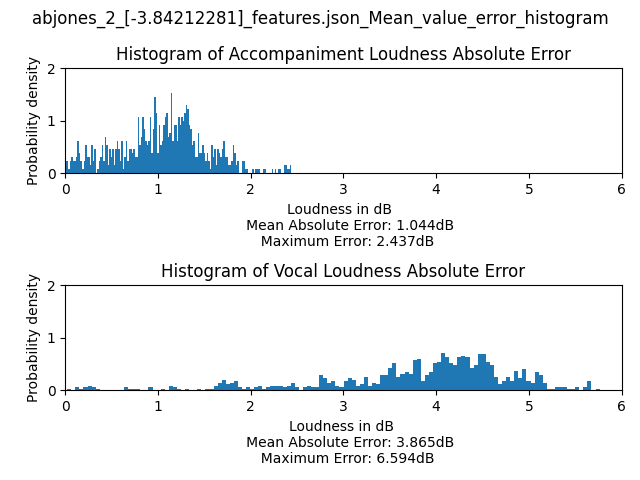 abjones_2_[-3.84212281]_features.json_Mean_value_error_histogram
Histogram of Accompaniment Loudness Absolute Error
Probability density
2
1
0
0 1 2 3 4 5 6
Loudness in dB
Mean Absolute Error: 1.044dB
Maximum Error: 2.437dB
Histogram of Vocal Loudness Absolute Error
Probability density
2
1
0
0 1 2 3 4 5 6
Loudness in dB
Mean Absolute Error: 3.865dB
Maximum Error: 6.594dB